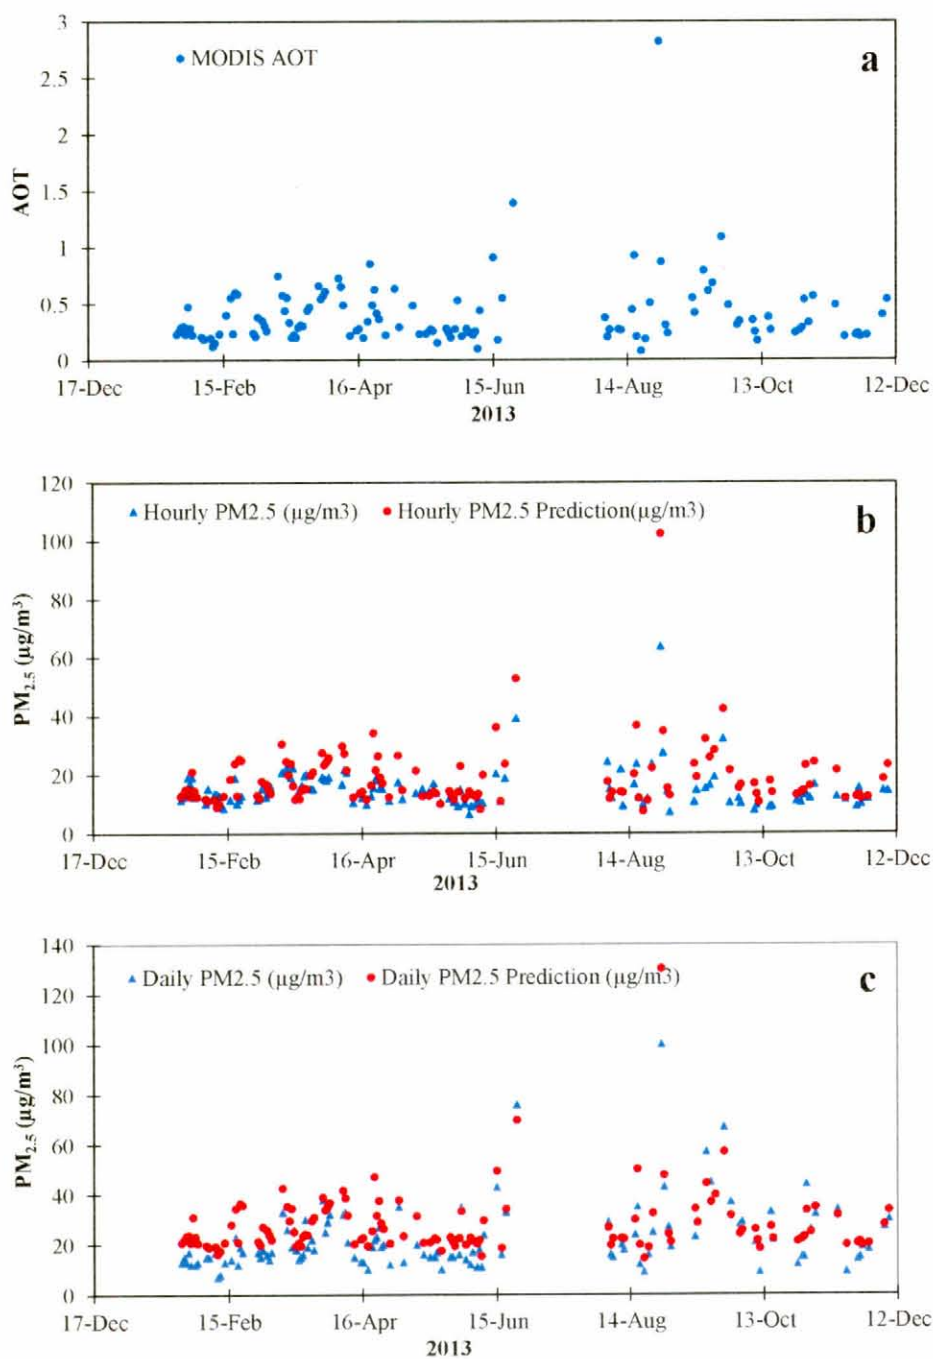 3
MODIS AOT
a
2.5
2
1.5
1
0.5
0
AOT
17-Dec
15-Feb
16-Apr
15-Jun
14-Aug
13-Oct
12-Dec
2013
120
Hourly PM2.5 (µg/m3) Hourly PM2.5 Prediction(µg/m3)
b
100
80
60
40
20
0
PM2.5 (µg/m³)
17-Dec
15-Feb
16-Apr
15-Jun
14-Aug
13-Oct
12-Dec
2013
140
Daily PM2.5 (µg/m3) Daily PM2.5 Prediction (µg/m3)
c
120
100
80
60
40
20
0
PM2.5 (µg/m³)
17-Dec
15-Feb
16-Apr
15-Jun
14-Aug
13-Oct
12-Dec
2013